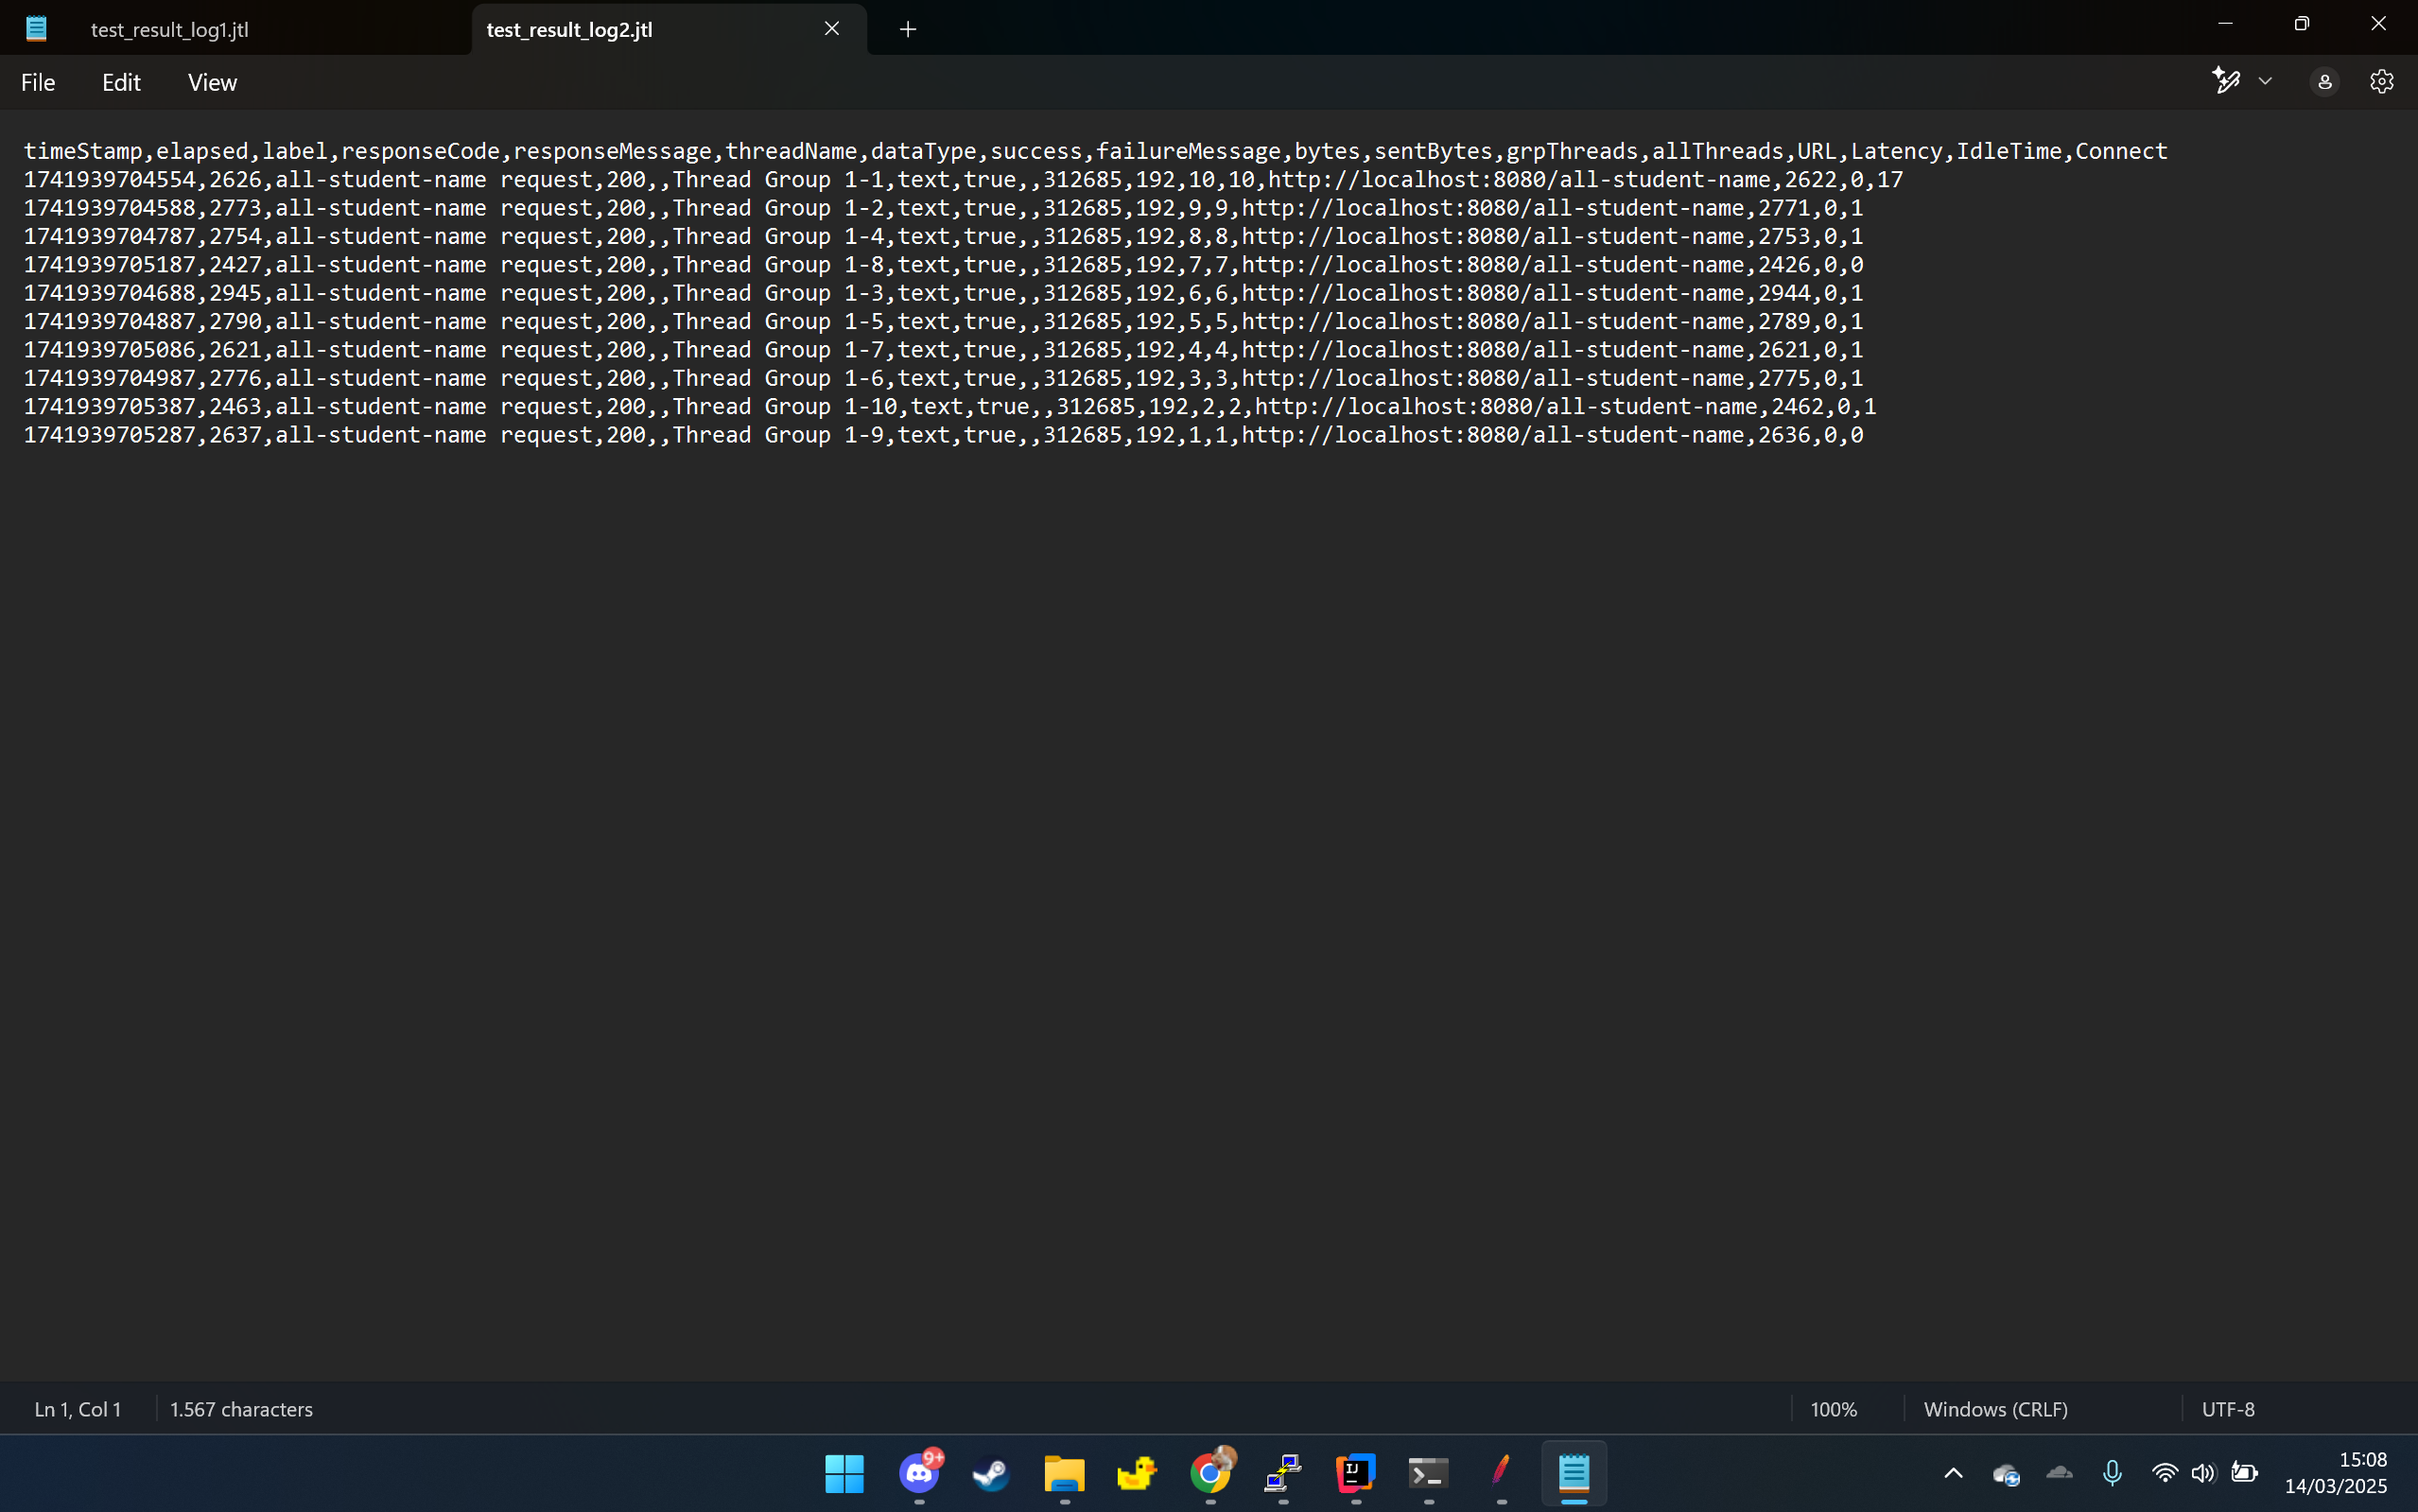 test_result_log1.jtl
test_result_log2.jtl
File Edit View
timeStamp,elapsed,label,responseCode,responseMessage,threadName,dataType,success,failureMessage,bytes,sentBytes,grpThreads,allThreads,URL,Latency,IdleTime,Connect
1741939704554,2626,all-student-name request,200,,Thread Group 1-1,text,true,,312685,192,10,10,http://localhost:8080/all-student-name,2622,0,17
1741939704588,2773,all-student-name request,200,,Thread Group 1-2,text,true,,312685,192,9,9,http://localhost:8080/all-student-name,2771,0,1
1741939704787,2754,all-student-name request,200,,Thread Group 1-4,text,true,,312685,192,8,8,http://localhost:8080/all-student-name,2753,0,1
1741939705187,2427,all-student-name request,200,,Thread Group 1-8,text,true,,312685,192,7,7,http://localhost:8080/all-student-name,2426,0,0
1741939704688,2945,all-student-name request,200,,Thread Group 1-3,text,true,,312685,192,6,6,http://localhost:8080/all-student-name,2944,0,1
1741939704887,2790,all-student-name request,200,,Thread Group 1-5,text,true,,312685,192,5,5,http://localhost:8080/all-student-name,2789,0,1
1741939705086,2621,all-student-name request,200,,Thread Group 1-7,text,true,,312685,192,4,4,http://localhost:8080/all-student-name,2621,0,1
1741939704987,2776,all-student-name request,200,,Thread Group 1-6,text,true,,312685,192,3,3,http://localhost:8080/all-student-name,2775,0,1
1741939705387,2463,all-student-name request,200,,Thread Group 1-10,text,true,,312685,192,2,2,http://localhost:8080/all-student-name,2462,0,1
1741939705287,2637,all-student-name request,200,,Thread Group 1-9,text,true,,312685,192,1,1,http://localhost:8080/all-student-name,2636,0,0
Ln 1, Col 1 1.567 characters 100% Windows (CRLF) UTF-8
9+
IJ
15:08
14/03/2025